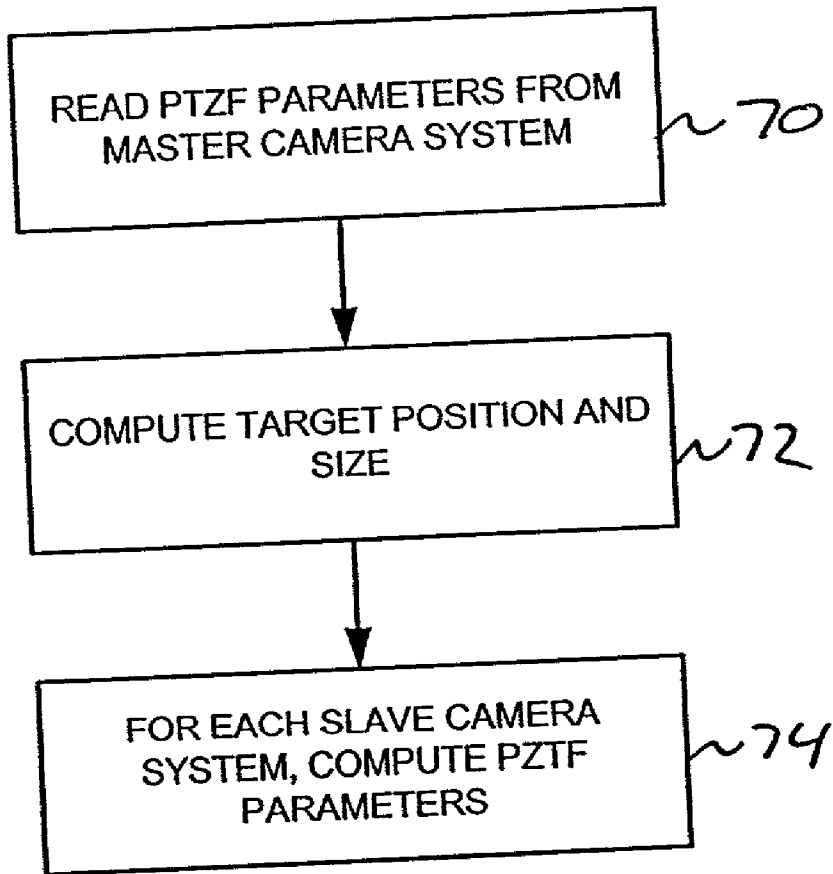 READ PTZF PARAMETERS FROM
MASTER CAMERA SYSTEM
70
COMPUTE TARGET POSITION AND
SIZE
72
FOR EACH SLAVE CAMERA
SYSTEM, COMPUTE PZTF
PARAMETERS
74